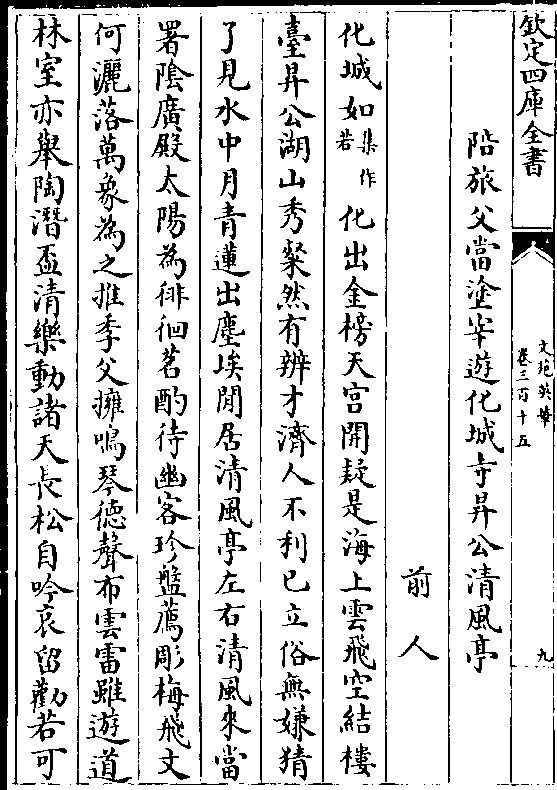 欽定四庫全書
文苑英華
卷三百十五
九
陪旅父當塗宰遊化城寺昇公清風亭
前人
化城如集作若化出金榜天宮開疑是海上雲飛空結樓
臺昇公湖山秀粲然有辨才濟人不利己立俗無嫌猜
了見水中月青蓮出塵埃閒居清風亭左右清風來當
署陰廣殿太陽為徘徊茗酌待幽客珍盤薦彫梅飛文
何灑落萬象為之推季父擁鳴琴德聲布雲雷雖遊道
林室亦舉陶潛盃清樂動諸天長松自吟哀留勸若可